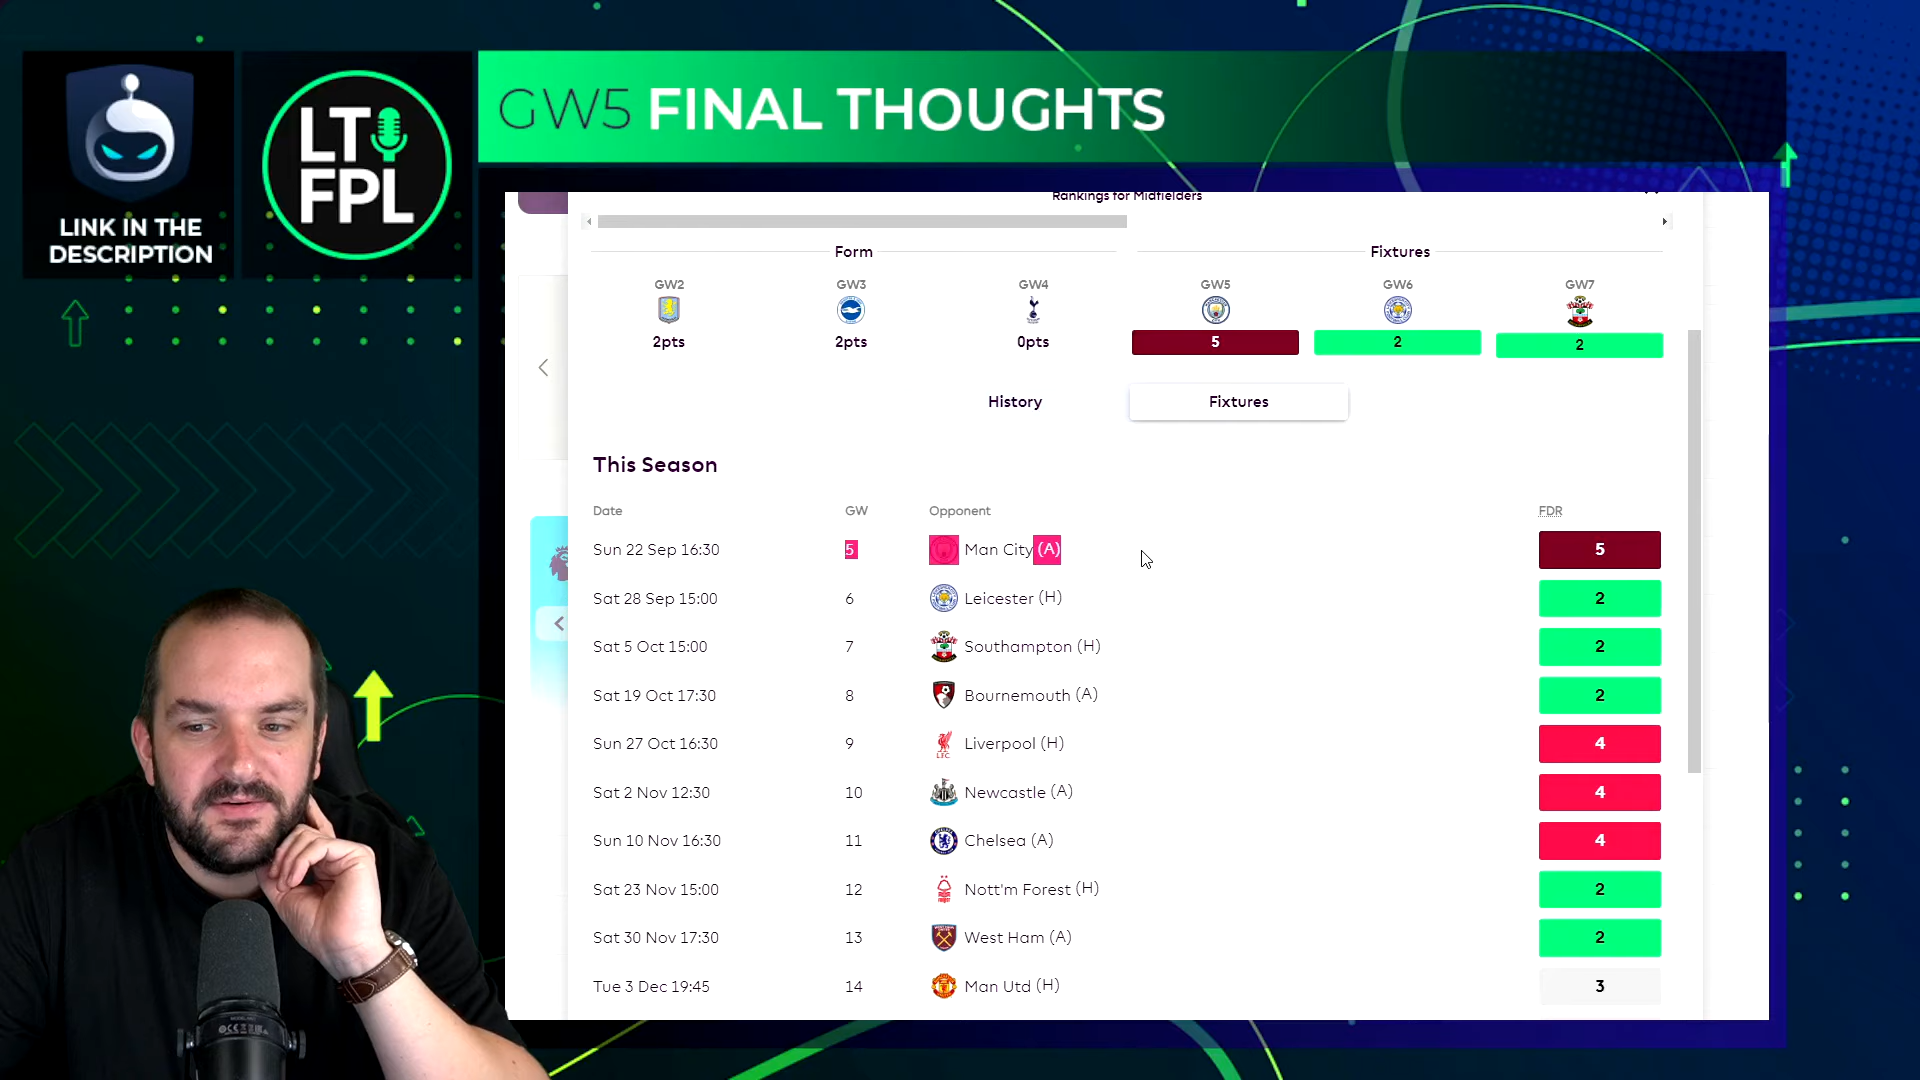 GW5 FINAL THOUGHTS
LT
FPL
LINK IN THE
DESCRIPTION
Rankings for Midfielders
Form
Fixtures
GW2
GW3
GW4
GW5
GW6
GW7
2pts
2pts
0pts
5
2
2
History
Fixtures
This Season
Date GW Opponent FDR
Sun 22 Sep 16:30 5 Man City (A) 5
Sat 28 Sep 15:00 6 Leicester (H) 2
Sat 5 Oct 15:00 7 Southampton (H) 2
Sat 19 Oct 17:30 8 Bournemouth (A) 2
Sun 27 Oct 16:30 9 Liverpool (H) 4
Sat 2 Nov 12:30 10 Newcastle (A) 4
Sun 10 Nov 16:30 11 Chelsea (A) 4
Sat 23 Nov 15:00 12 Nott'm Forest (H) 2
Sat 30 Nov 17:30 13 West Ham (A) 2
Tue 3 Dec 19:45 14 Man Utd (H) 3